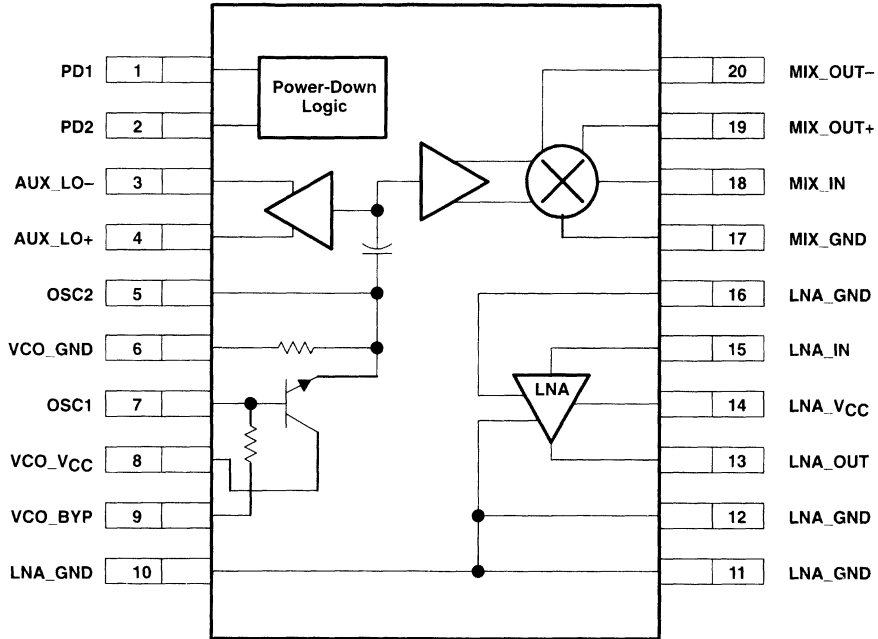 PD1 1
PD2 2
AUX_LO– 3
AUX_LO+ 4
OSC2 5
VCO_GND 6
OSC1 7
VCO_VCC 8
VCO_BYP 9
LNA_GND 10
Power-Down
Logic
LNA
20 MIX_OUT–
19 MIX_OUT+
18 MIX_IN
17 MIX_GND
16 LNA_GND
15 LNA_IN
14 LNA_VCC
13 LNA_OUT
12 LNA_GND
11 LNA_GND